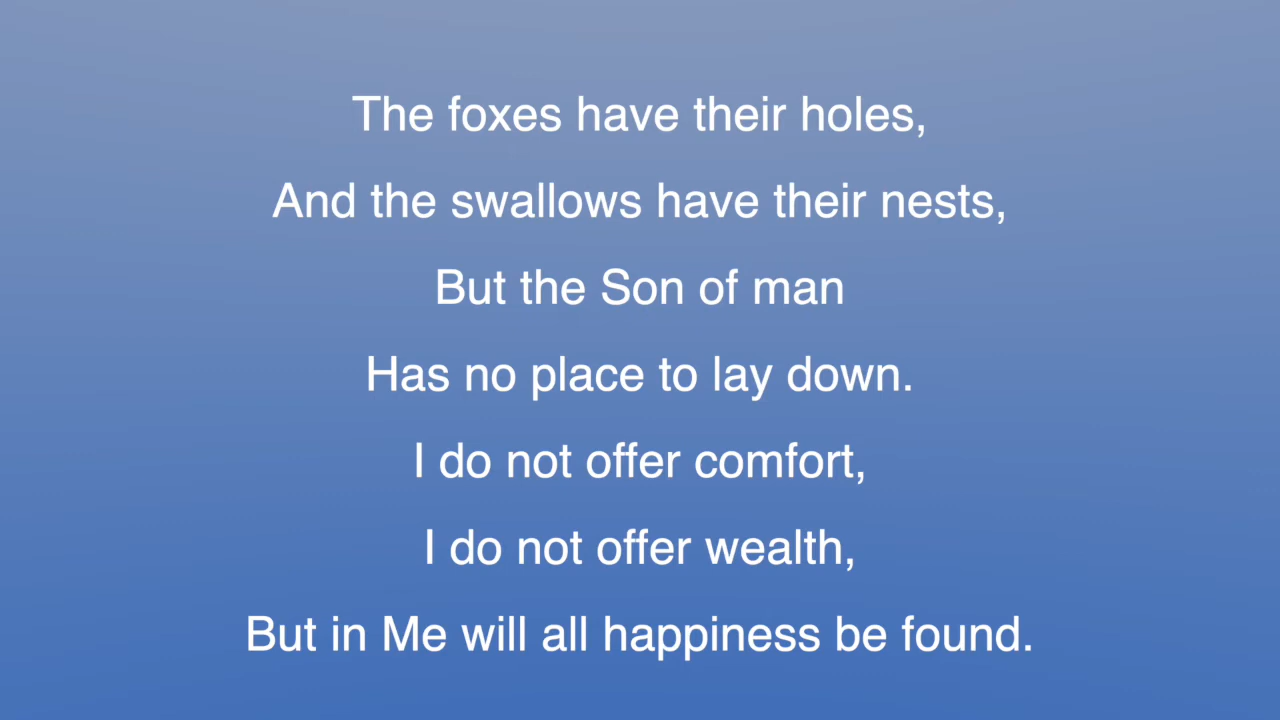 The foxes have their holes,
And the swallows have their nests,
But the Son of man
Has no place to lay down.
I do not offer comfort,
I do not offer wealth,
But in Me will all happiness be found.